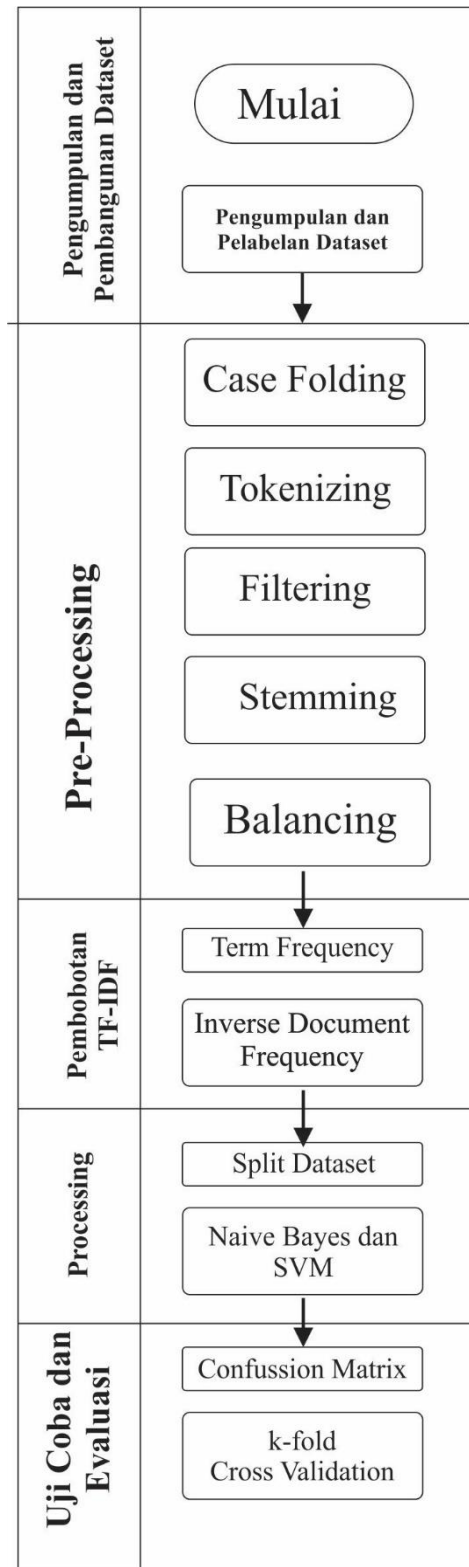 Pengumpulan dan
Pembangunan Dataset
Mulai
Pengumpulan dan
Pelabelan Dataset
Pre-Processing
Case Folding
Tokenizing
Filtering
Stemming
Balancing
Pembobotan
TF-IDF
Term Frequency
Inverse Document
Frequency
Processing
Split Dataset
Naive Bayes dan
SVM
Uji Coba dan
Evaluasi
Confussion Matrix
k-fold
Cross Validation